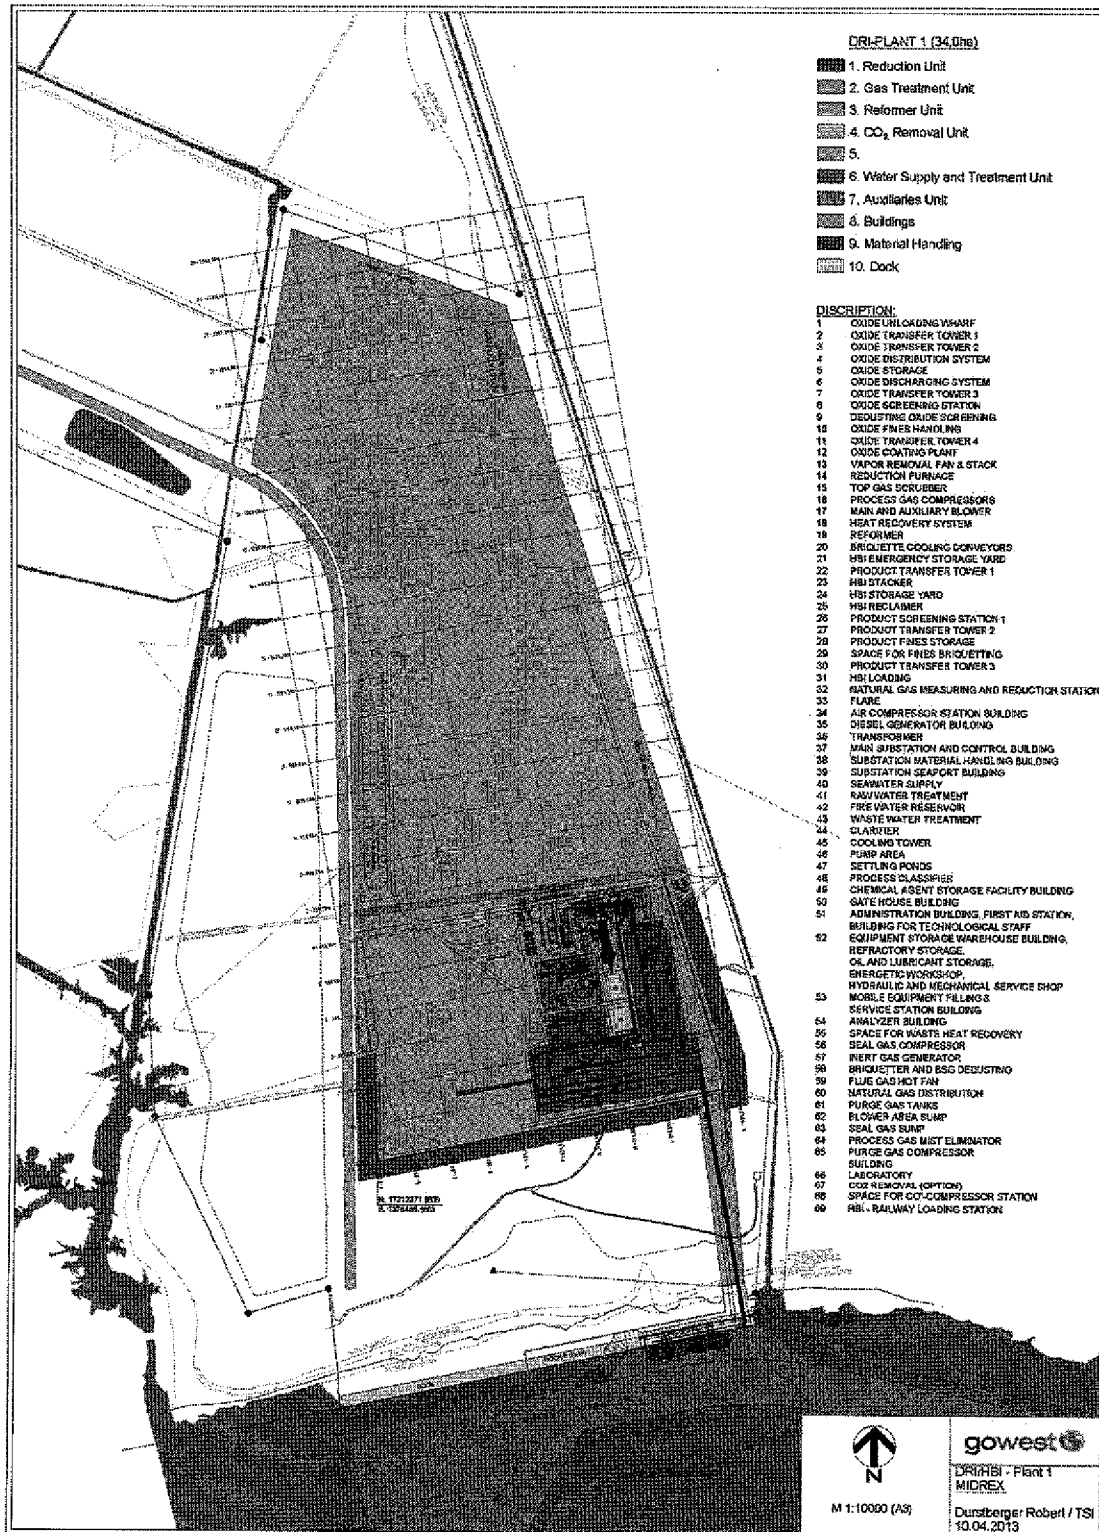 DRI-PLANT 1 (34,0ha)
1. Reduction Unit
2. Gas Treatment Unit
3. Reformer Unit
4. CO₂ Removal Unit
5.
6. Water Supply and Treatment Unit
7. Auxiliaries Unit
8. Buildings
9. Material Handling
10. Dock
DISCRIPTION:
1 OXIDE UNLOADING WHARF
2 OXIDE TRANSFER TOWER 1
3 OXIDE TRANSFER TOWER 2
4 OXIDE DISTRIBUTION SYSTEM
5 OXIDE STORAGE
6 OXIDE DISCHARGING SYSTEM
7 OXIDE TRANSFER TOWER 3
8 OXIDE SCREENING STATION
9 DEDUSTING OXIDE SCREENING
10 OXIDE FINES HANDLING
11 OXIDE TRANSFER TOWER 4
12 OXIDE COATING PLANT
13 VAPOR REMOVAL FAN & STACK
14 REDUCTION FURNACE
15 TOP GAS SCRUBBER
16 PROCESS GAS COMPRESSORS
17 MAIN AND AUXILIARY BLOWER
18 HEAT RECOVERY SYSTEM
19 REFORMER
20 BRIQUETTE COOLING CONVEYORS
21 HBI EMERGENCY STORAGE YARD
22 PRODUCT TRANSFER TOWER 1
23 HBI STACKER
24 HBI STORAGE YARD
25 HBI RECLAIMER
26 PRODUCT SCREENING STATION 1
27 PRODUCT TRANSFER TOWER 2
28 PRODUCT FINES STORAGE
29 SPACE FOR FINES BRIQUETTING
30 PRODUCT TRANSFER TOWER 3
31 HBI LOADING
32 NATURAL GAS MEASURING AND REDUCTION STATION
33 FLARE
34 AIR COMPRESSOR STATION BUILDING
35 DIESEL GENERATOR BUILDING
36 TRANSFORMER
37 MAIN SUBSTATION AND CONTROL BUILDING
38 SUBSTATION MATERIAL HANDLING BUILDING
39 SUBSTATION SEAPORT BUILDING
40 SEAWATER SUPPLY
41 RAW WATER TREATMENT
42 FIRE WATER RESERVOIR
43 WASTE WATER TREATMENT
44 CLARIFIER
45 COOLING TOWER
46 PUMP AREA
47 SETTLING PONDS
48 PROCESS CLASSIFIER
49 CHEMICAL AGENT STORAGE FACILITY BUILDING
50 GATE HOUSE BUILDING
51 ADMINISTRATION BUILDING, FIRST AID STATION,
BUILDING FOR TECHNOLOGICAL STAFF
52 EQUIPMENT STORAGE WAREHOUSE BUILDING,
REFRACTORY STORAGE,
OIL AND LUBRICANT STORAGE,
ENERGETIC WORKSHOP,
HYDRAULIC AND MECHANICAL SERVICE SHOP
53 MOBILE EQUIPMENT FILLING &
SERVICE STATION BUILDING
54 ANALYZER BUILDING
55 SPACE FOR WASTE HEAT RECOVERY
56 SEAL GAS COMPRESSOR
57 INERT GAS GENERATOR
58 BRIQUETTER AND BSG DEDUSTING
59 FLUE GAS HOT FAN
60 NATURAL GAS DISTRIBUTION
61 PURGE GAS TANKS
62 BLOWER AREA SUMP
63 SEAL GAS SUMP
64 PROCESS GAS MIST ELIMINATOR
65 PURGE GAS COMPRESSOR
BUILDING
66 LABORATORY
67 CO2 REMOVAL (OPTION)
68 SPACE FOR CO²-COMPRESSOR STATION
69 HBI - RAILWAY LOADING STATION
N
M 1:10000 (A3)
gowest
DRI/HBI - Plant 1
MIDREX
Durstberger Robert / TSI
10.04.2013